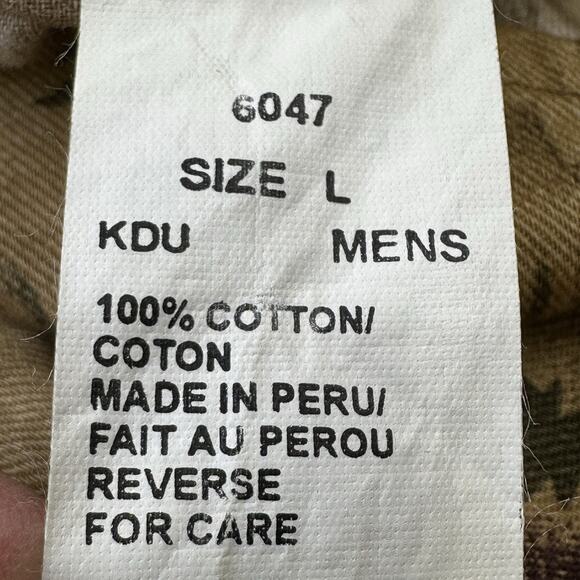 6047
SIZE L
KDU MENS
100% COTTON/
COTON
MADE IN PERU/
FAIT AU PEROU
REVERSE
FOR CARE